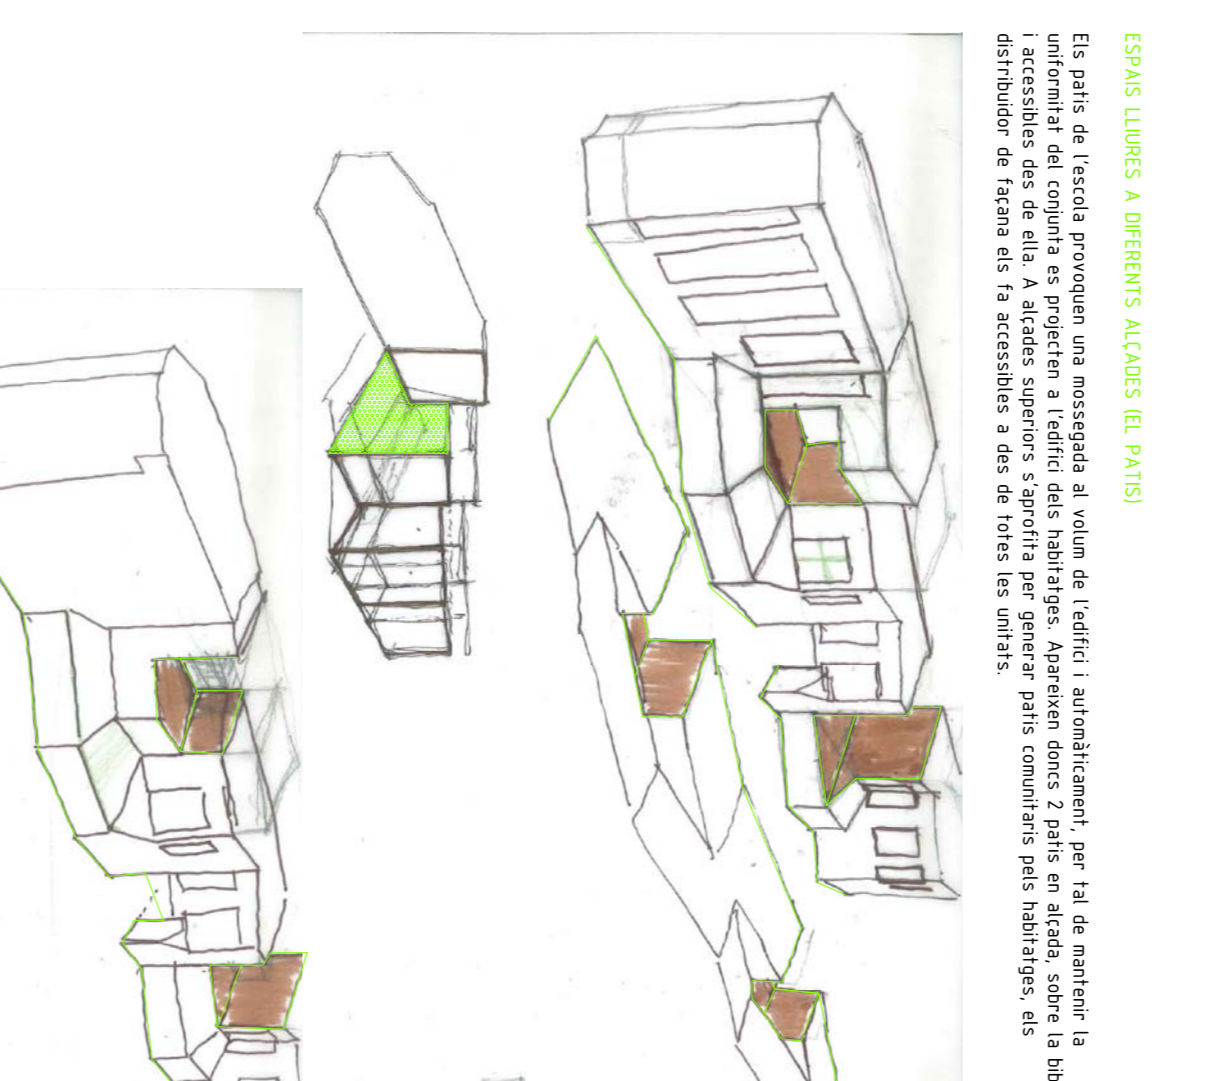 ESPAIS LLIURES A DIFERENTS ALÇADES (EL PATIS)
Els patis de l'escola provoquen una mossegada al volum de l'edifici i automàticament, per tal de mantenir la
uniformitat del conjunta es projecten a l'edifici dels habitatges. Apareixen doncs 2 patis en alçada, sobre la bib
i accessibles des de ella. A alçades superiors s'aprofita per generar patis comunitaris pels habitatges, els
distribuidor de façana els fa accessibles a des de totes les unitats.